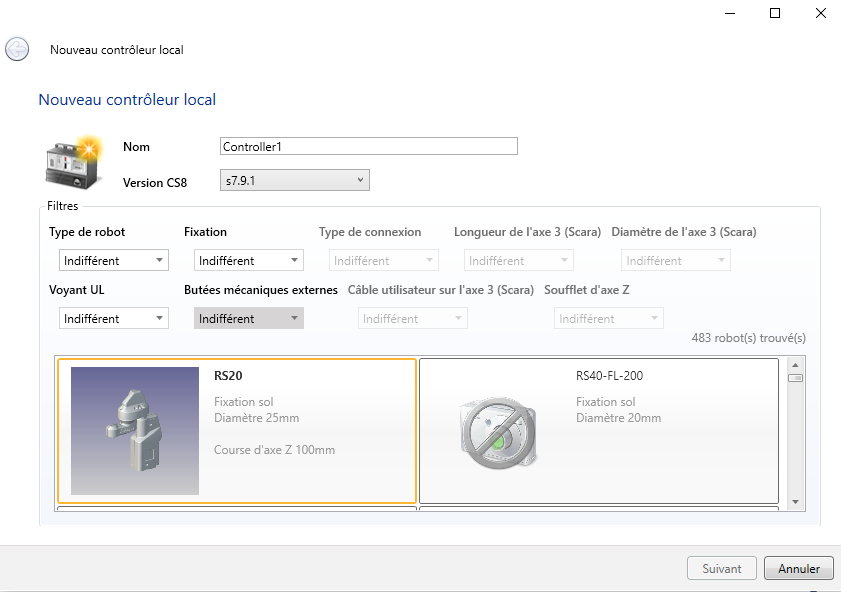 Nouveau contrôleur local
Nouveau contrôleur local
Nom
Controller1
Version CS8
s7.9.1
Filtres
Type de robot
Fixation
Type de connexion
Longueur de l'axe 3 (Scara)
Diamètre de l'axe 3 (Scara)
Indifférent
Indifférent
Indifférent
Indifférent
Indifférent
Voyant UL
Butées mécaniques externes
Câble utilisateur sur l'axe 3 (Scara)
Soufflet d'axe Z
Indifférent
Indifférent
Indifférent
Indifférent
483 robot(s) trouvé(s)
RS20
Fixation sol
Diamètre 25mm
Course d'axe Z 100mm
RS40-FL-200
Fixation sol
Diamètre 20mm
Suivant
Annuler